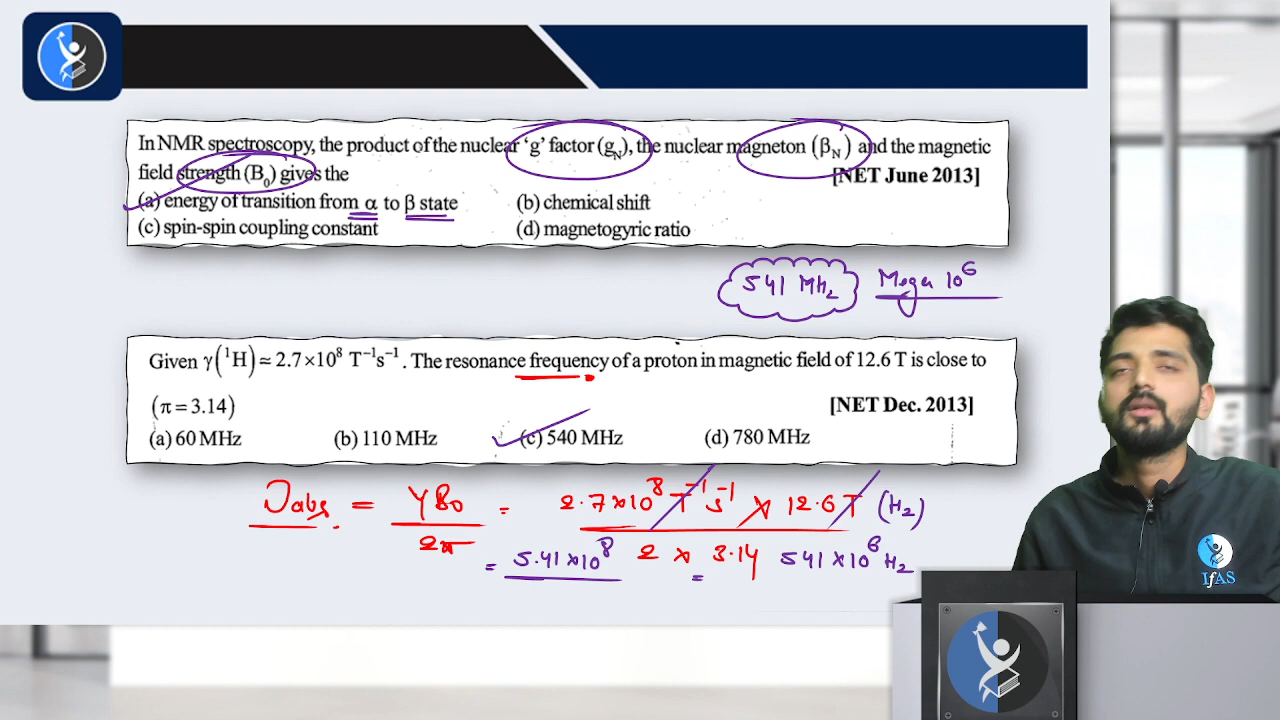 In NMR spectroscopy, the product of the nuclear 'g' factor (gN), the nuclear magneton (βN) and the magnetic
field strength (B0) gives the [NET June 2013]
(a) energy of transition from α to β state (b) chemical shift
(c) spin-spin coupling constant (d) magnetogyric ratio
541 MHz Mega 10⁶
Given γ(¹H) = 2.7×10⁸ T⁻¹s⁻¹. The resonance frequency of a proton in magnetic field of 12.6 T is close to
(π = 3.14) [NET Dec. 2013]
(a) 60 MHz (b) 110 MHz (c) 540 MHz (d) 780 MHz
νabs = γB0 = 2.7×10⁸ T⁻¹ s⁻¹ × 12.6 T (Hz)
2π 2 × 3.14
= 5.41×10⁸ = 541×10⁶ Hz
IfAS